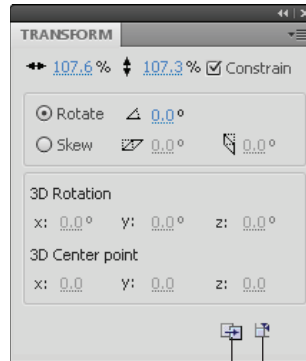 TRANSFORM
107.6 % 107.3 % Constrain
Rotate 0.0°
Skew 0.0° 0.0°
3D Rotation
x: 0.0° y: 0.0° z: 0.0°
3D Center point
x: 0.0 y: 0.0 z: 0.0